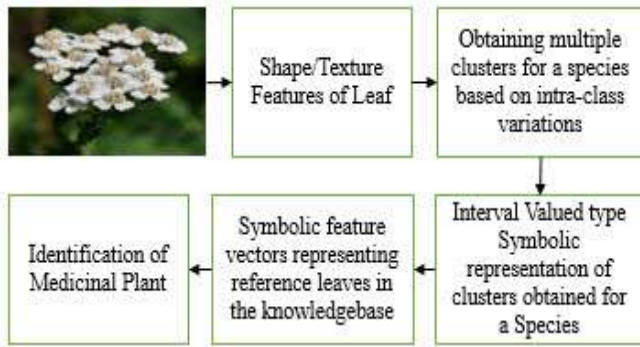 Shape/Texture
Features of Leaf
Obtaining multiple
clusters for a species
based on intra-class
variations
Interval Valued type
Symbolic
representation of
clusters obtained for
a Species
Symbolic feature
vectors representing
reference leaves in
the knowledgebase
Identification of
Medicinal Plant